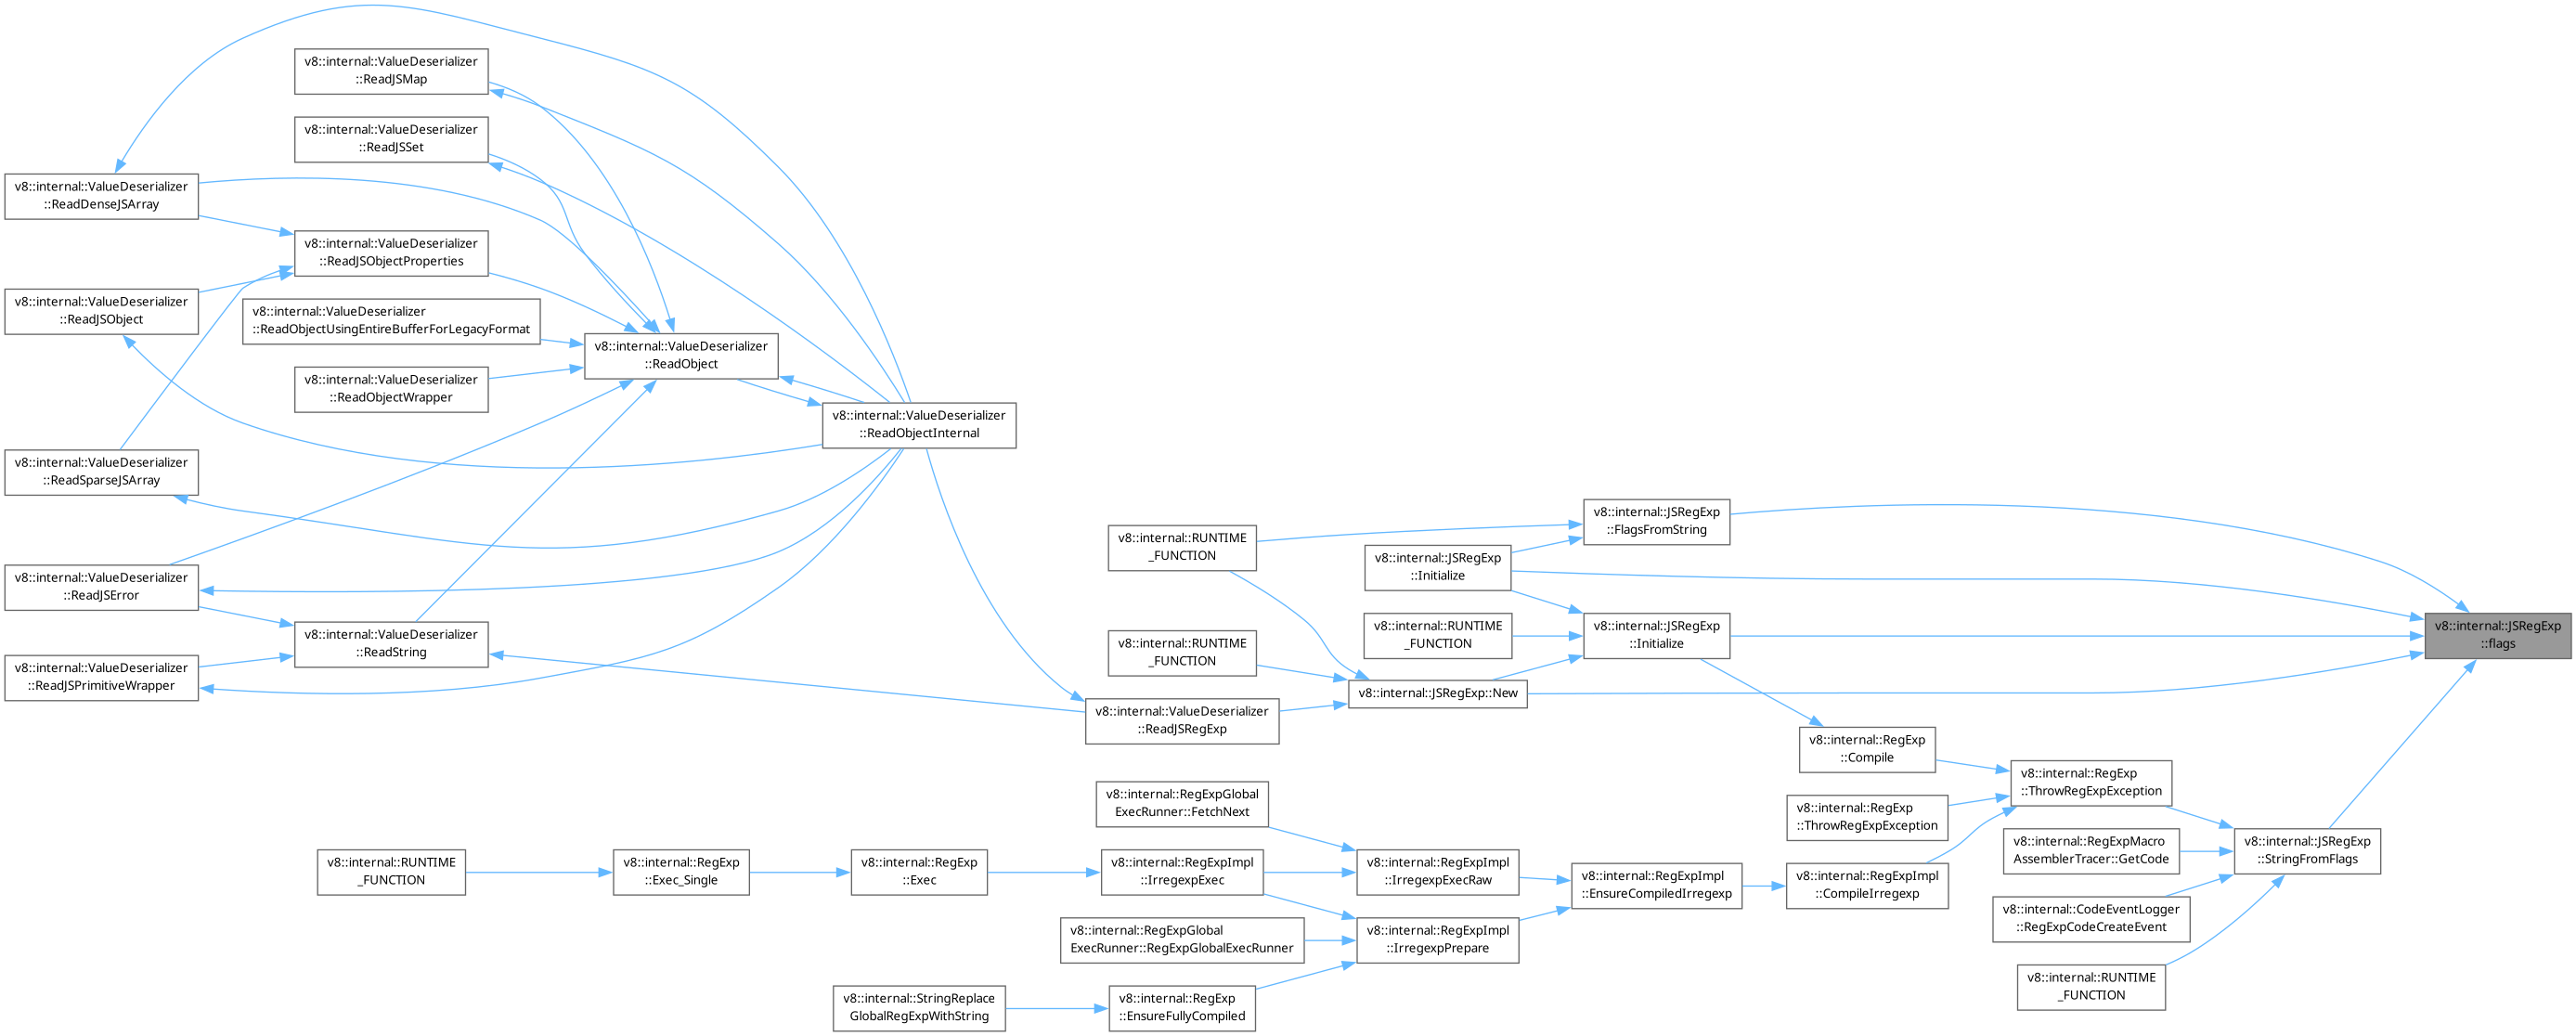 v8::internal::ValueDeserializer
::ReadJSMap
v8::internal::ValueDeserializer
::ReadJSSet
v8::internal::ValueDeserializer
::ReadDenseJSArray
v8::internal::ValueDeserializer
::ReadJSObjectProperties
v8::internal::ValueDeserializer
::ReadJSObject
v8::internal::ValueDeserializer
::ReadObjectUsingEntireBufferForLegacyFormat
v8::internal::ValueDeserializer
::ReadObject
v8::internal::ValueDeserializer
::ReadObjectWrapper
v8::internal::ValueDeserializer
::ReadObjectInternal
v8::internal::ValueDeserializer
::ReadSparseJSArray
v8::internal::ValueDeserializer
::ReadJSError
v8::internal::ValueDeserializer
::ReadString
v8::internal::ValueDeserializer
::ReadJSPrimitiveWrapper
v8::internal::JSRegExp
::FlagsFromString
v8::internal::RUNTIME
_FUNCTION
v8::internal::JSRegExp
::Initialize
v8::internal::RUNTIME
_FUNCTION
v8::internal::JSRegExp
::Initialize
v8::internal::JSRegExp
::flags
v8::internal::RUNTIME
_FUNCTION
v8::internal::JSRegExp::New
v8::internal::ValueDeserializer
::ReadJSRegExp
v8::internal::RegExp
::Compile
v8::internal::RegExp
::ThrowRegExpException
v8::internal::RegExpGlobal
ExecRunner::FetchNext
v8::internal::RegExp
::ThrowRegExpException
v8::internal::RegExpMacro
AssemblerTracer::GetCode
v8::internal::JSRegExp
::StringFromFlags
v8::internal::RUNTIME
_FUNCTION
v8::internal::RegExp
::Exec_Single
v8::internal::RegExp
::Exec
v8::internal::RegExpImpl
::IrregexpExec
v8::internal::RegExpImpl
::IrregexpExecRaw
v8::internal::RegExpImpl
::EnsureCompiledIrregexp
v8::internal::RegExpImpl
::CompileIrregexp
v8::internal::CodeEventLogger
::RegExpCodeCreateEvent
v8::internal::RegExpGlobal
ExecRunner::RegExpGlobalExecRunner
v8::internal::RegExpImpl
::IrregexpPrepare
v8::internal::RUNTIME
_FUNCTION
v8::internal::StringReplace
GlobalRegExpWithString
v8::internal::RegExp
::EnsureFullyCompiled